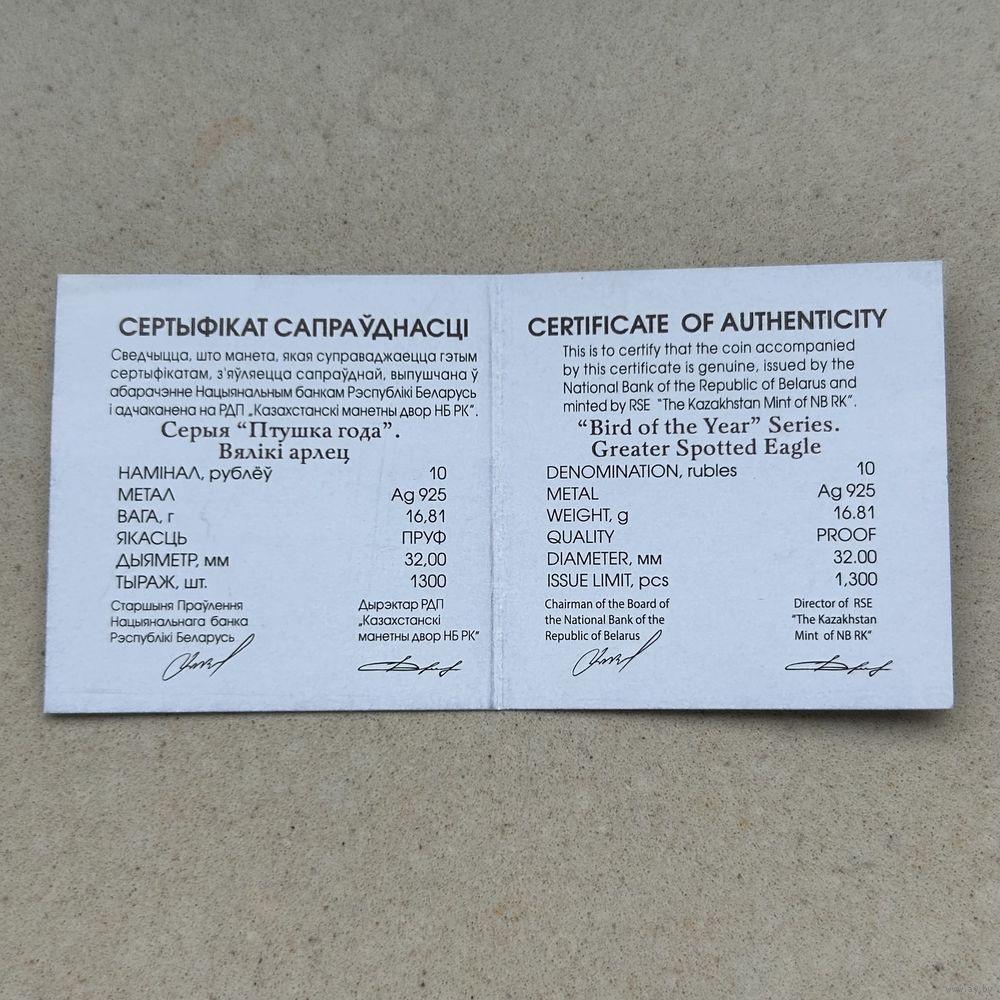 СЕРТЫФІКАТ САПРАЎДНАСЦІ
Сведчыцца, што манета, якая суправаджаецца гэтым
сертыфікатам, з'яўляецца сапраўднай, выпушчана ў
абарачэнне Нацыянальным банкам Рэспублікі Беларусь
і адчаканена на РДП „Казахстанскі манетны двор НБ РК”.
Серыя “Птушка года”.
Вялікі арлец
НАМІНАЛ, рублёў 10
МЕТАЛ Ag 925
ВАГА, г 16,81
ЯКАСЦЬ ПРУФ
ДЫЯМЕТР, мм 32,00
ТЫРАЖ, шт. 1300
Старшыня Праўлення
Нацыянальнага банка
Рэспублікі Беларусь
Дырэктар РДП
„Казахстанскі
манетны двор НБ РК”
CERTIFICATE OF AUTHENTICITY
This is to certify that the coin accompanied
by this certificate is genuine, issued by the
National Bank of the Republic of Belarus and
minted by RSE “The Kazakhstan Mint of NB RK”.
“Bird of the Year” Series.
Greater Spotted Eagle
DENOMINATION, rubles 10
METAL Ag 925
WEIGHT, g 16.81
QUALITY PROOF
DIAMETER, мм 32.00
ISSUE LIMIT, pcs 1,300
Chairman of the Board of
the National Bank of the
Republic of Belarus
Director of RSE
“The Kazakhstan
Mint of NB RK”
www.ay.by